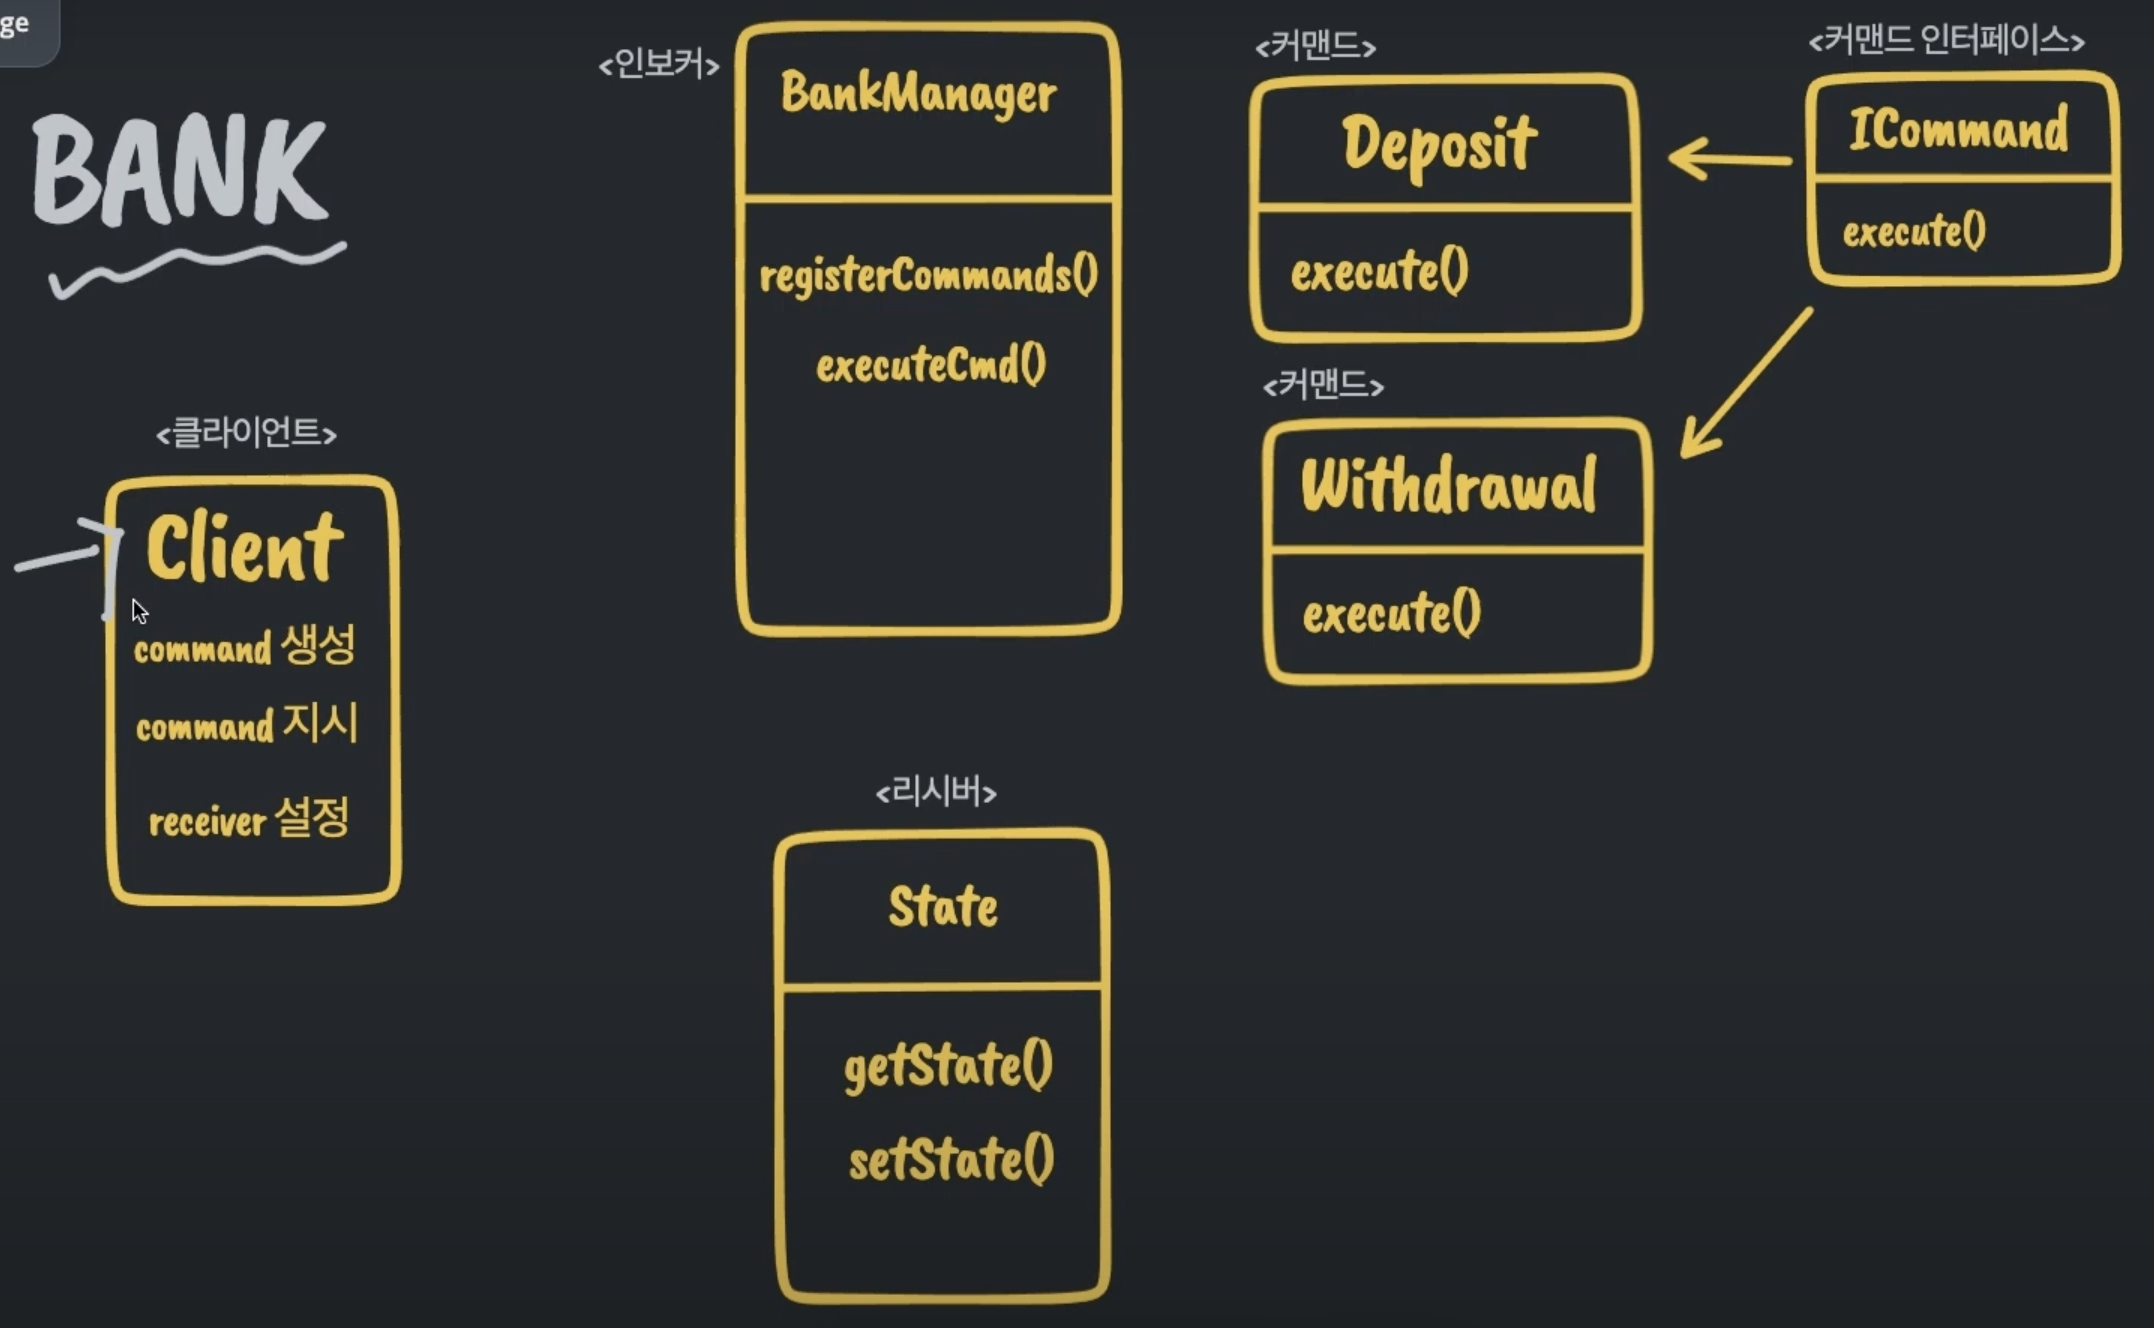 ge
BANK
<클라이언트>
Client
command 생성
command 지시
receiver 설정
<인보커>
BankManager
registerCommands()
executeCmd()
<리시버>
State
getState()
setState()
<커맨드>
Deposit
execute()
<커맨드>
Withdrawal
execute()
<커맨드 인터페이스>
ICommand
execute()